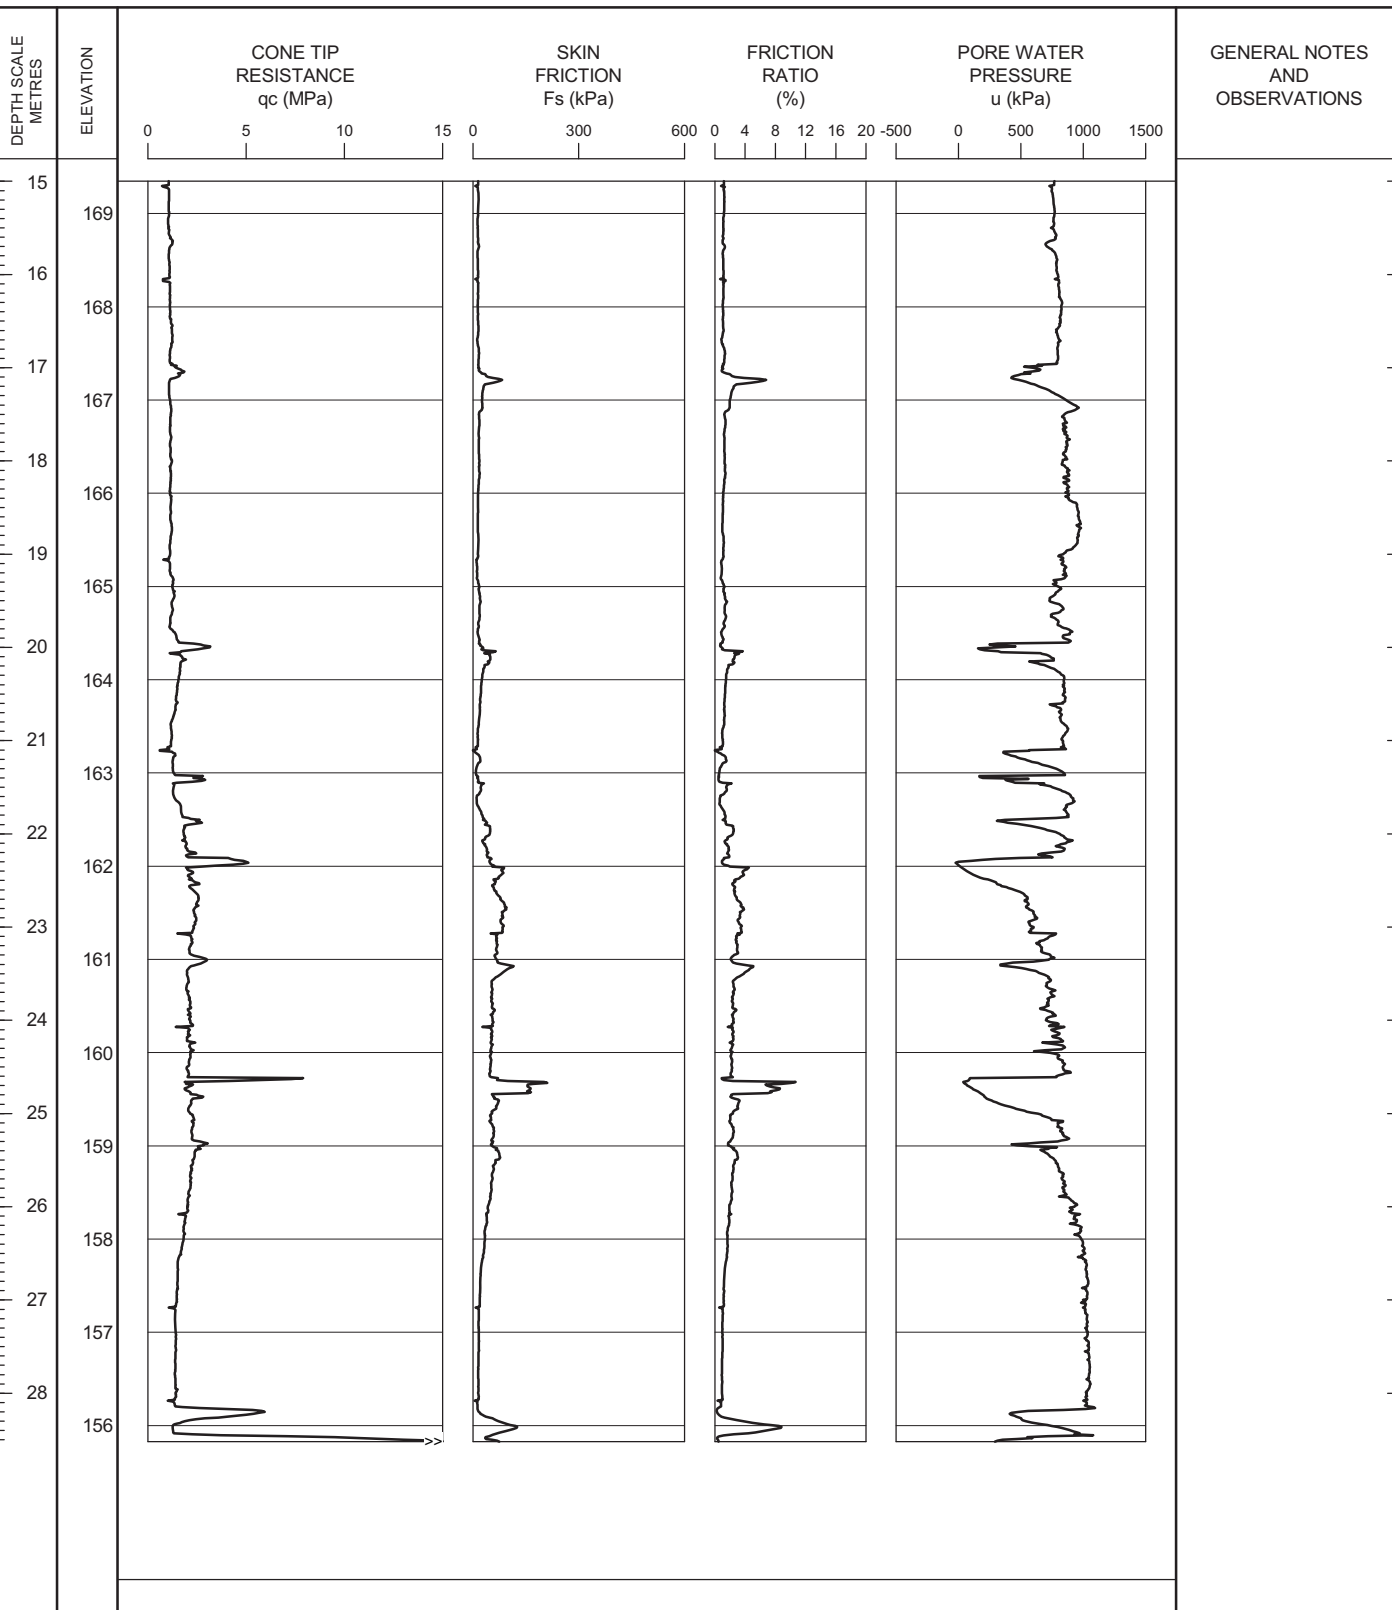 DEPTH SCALE
METRES
ELEVATION
CONE TIP
RESISTANCE
qc (MPa)
SKIN
FRICTION
Fs (kPa)
FRICTION
RATIO
(%)
PORE WATER
PRESSURE
u (kPa)
GENERAL NOTES
AND
OBSERVATIONS
0 5 10 15
0 300 600
0 4 8 12 16 20
-500 0 500 1000 1500
15
169
16
168
17
167
18
166
19
165
20
164
21
163
22
162
23
161
24
160
25
159
26
158
27
157
28
156
>>